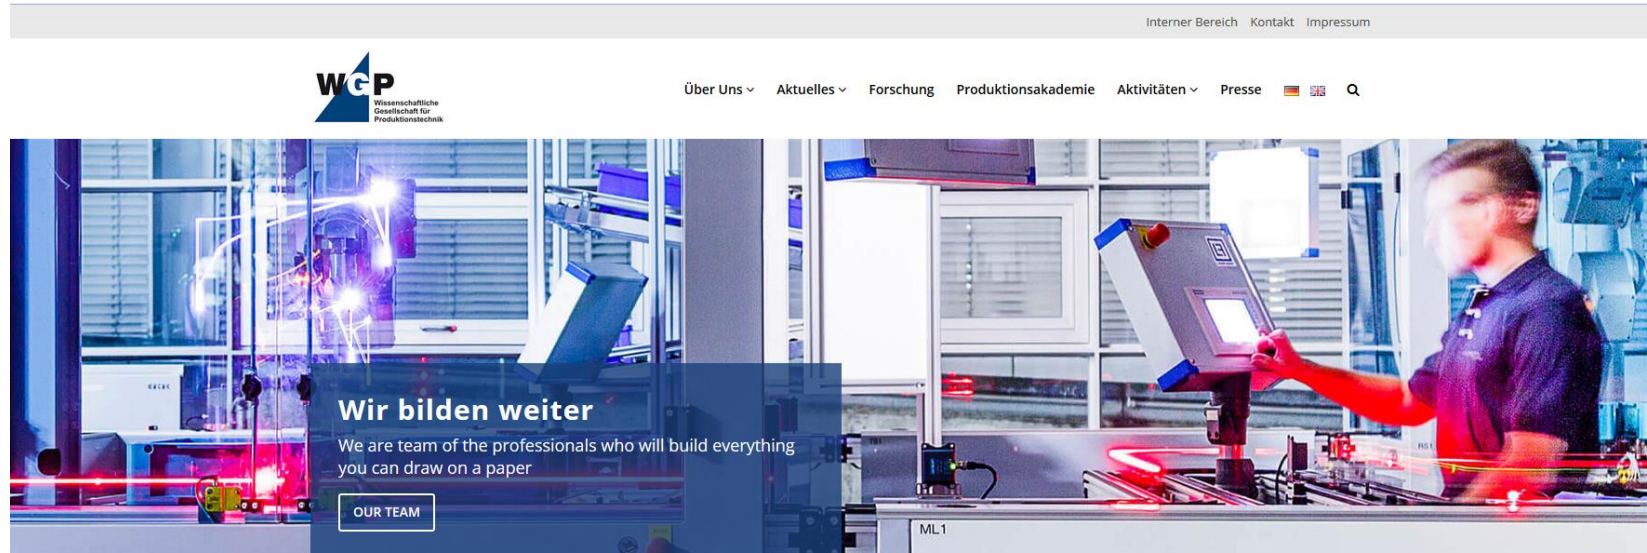 Interner Bereich Kontakt Impressum
WGP
Wissenschaftliche
Gesellschaft für
Produktionstechnik
Über Uns Aktuelles Forschung Produktionsakademie Aktivitäten Presse
Wir bilden weiter
We are team of the professionals who will build everything
you can draw on a paper
OUR TEAM
ML1